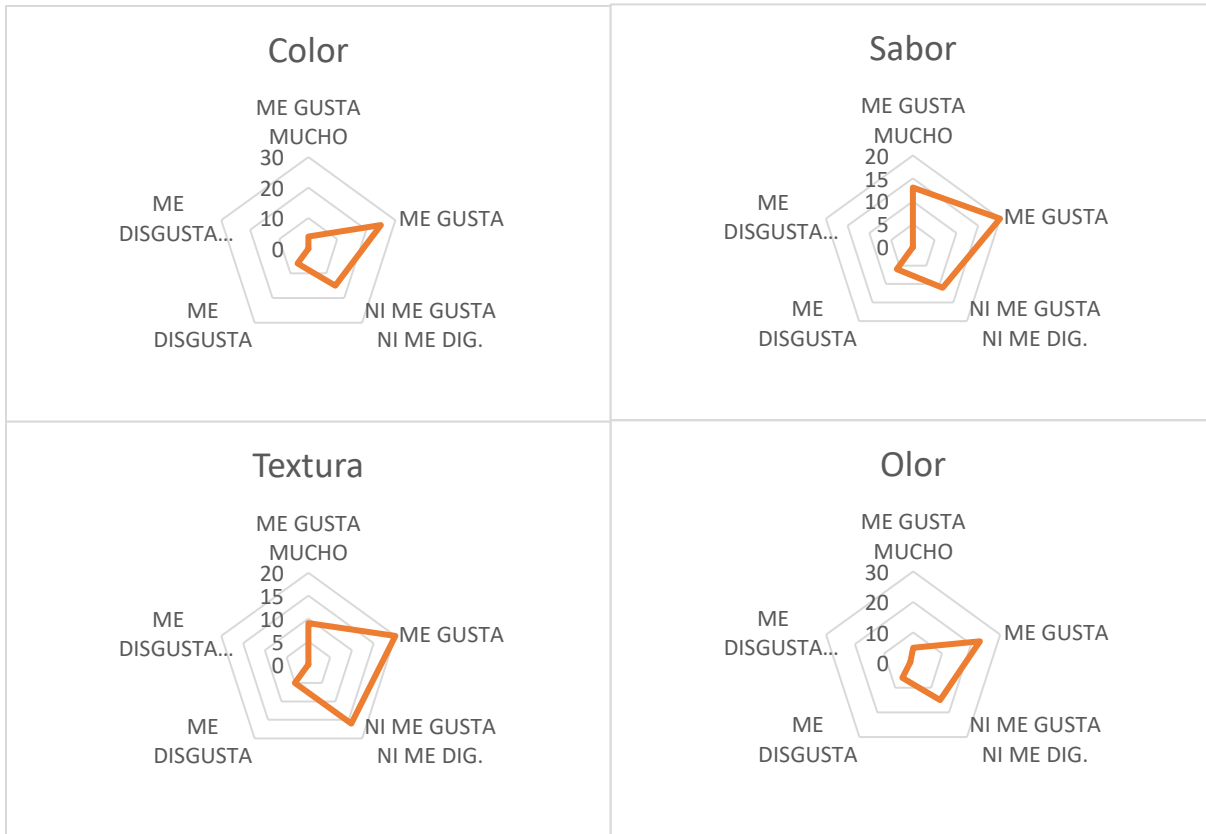 Color
ME GUSTA
MUCHO
30
20
10
0
ME GUSTA
NI ME GUSTA
NI ME DIG.
ME
DISGUSTA
ME
DISGUSTA...
Sabor
ME GUSTA
MUCHO
20
15
10
5
0
ME GUSTA
NI ME GUSTA
NI ME DIG.
ME
DISGUSTA
ME
DISGUSTA...
Textura
ME GUSTA
MUCHO
20
15
10
5
0
ME GUSTA
NI ME GUSTA
NI ME DIG.
ME
DISGUSTA
ME
DISGUSTA...
Olor
ME GUSTA
MUCHO
30
20
10
0
ME GUSTA
NI ME GUSTA
NI ME DIG.
ME
DISGUSTA
ME
DISGUSTA...